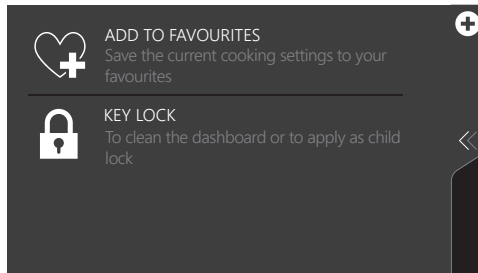 ADD TO FAVOURITES
Save the current cooking settings to your
favourites
KEY LOCK
To clean the dashboard or to apply as child
lock